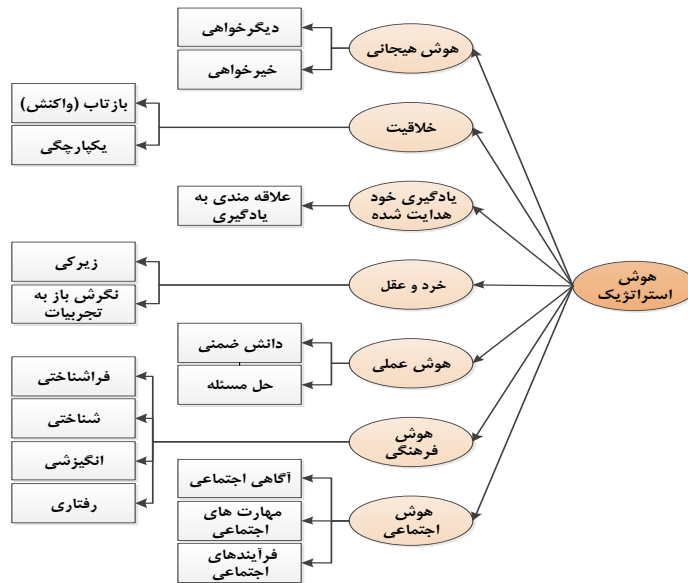 هوش
استراتژیک
هوش هیجانی
دیگرخواهی
خیرخواهی
خلاقیت
بازتاب (واکنش)
یکپارچگی
یادگیری خود
هدایت شده
علاقه مندی به
یادگیری
خرد و عقل
زیرکی
نگرش باز به
تجربیات
هوش عملی
دانش ضمنی
حل مسئله
هوش
فرهنگی
فراشناختی
شناختی
انگیزشی
رفتاری
هوش
اجتماعی
آگاهی اجتماعی
مهارت های
اجتماعی
فرآیندهای
اجتماعی